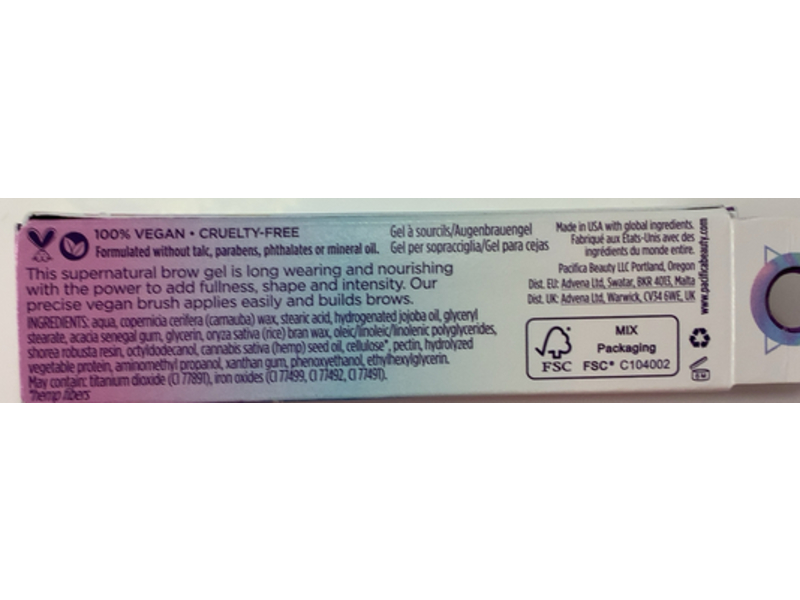 100% VEGAN • CRUELTY-FREE
Formulated without talc, parabens, phthalates or mineral oil.
This supernatural brow gel is long wearing and nourishing
with the power to add fullness, shape and intensity. Our
precise vegan brush applies easily and builds brows.
INGREDIENTS: aqua, copernicia cerifera (carnauba) wax, stearic acid, hydrogenated jojoba oil, glyceryl
stearate, acacia senegal gum, glycerin, oryza sativa (rice) bran wax, oleic/linoleic/linolenic polyglycerides,
shorea robusta resin, octyldodecanol, cannabis sativa (hemp) seed oil, cellulose*, pectin, hydrolyzed
vegetable protein, aminomethyl propanol, xanthan gum, phenoxyethanol, ethylhexylglycerin.
May contain: titanium dioxide (CI 77891), iron oxides (CI 77499, CI 77492, CI 77491).
*hemp fibers
Gel à sourcils/Augenbrauengel
Gel per sopracciglia/Gel para cejas
Made in USA with global ingredients.
Fabriqué aux États-Unis avec des
ingrédients du monde entier.
Pacifica Beauty LLC Portland, Oregon
Dist. EU: Advena Ltd, Swatar, BKR 4013, Malta
Dist. UK: Advena Ltd, Warwick, CV34 6WE, UK
www.pacificabeauty.com
FSC
MIX
Packaging
FSC® C104002
6M